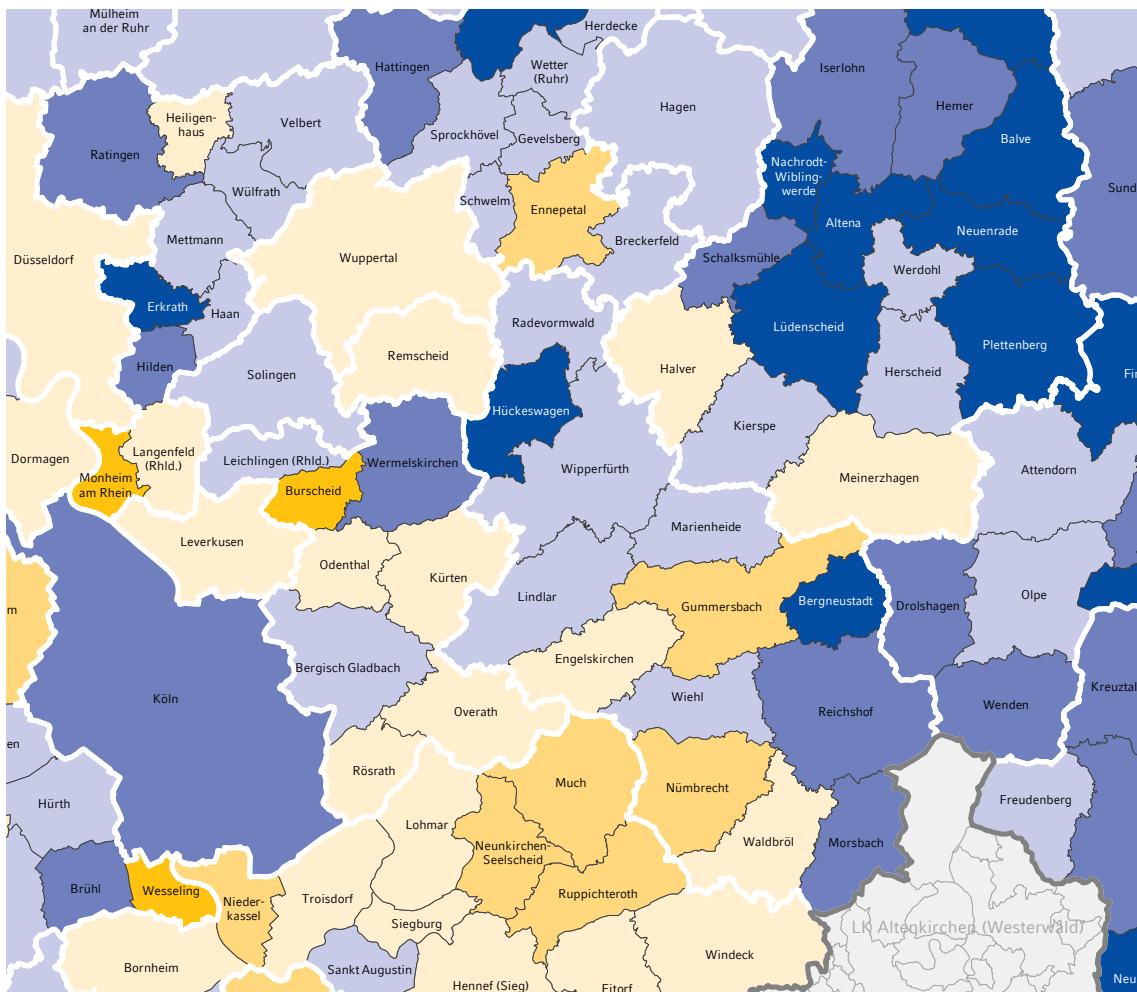 Mülheim
an der Ruhr
Herdecke
Hattingen
Wetter
(Ruhr)
Iserlohn
Hagen
Hemer
Heiligen-
haus
Velbert
Sprockhövel
Gevelsberg
Balve
Ratingen
Nachrodt-
Wibling-
werde
Wülfrath
Schwelm
Ennepetal
Sund
Altena
Neuenrade
Mettmann
Breckerfeld
Düsseldorf
Wuppertal
Schalksmühle
Werdohl
Erkrath
Haan
Radevormwald
Lüdenscheid
Plettenberg
Remscheid
Hilden
Halver
Herscheid
Fin
Solingen
Hückeswagen
Kierspe
Dormagen
Langenfeld
(Rhld.)
Leichlingen (Rhld.)
Wermelskirchen
Wipperfürth
Attendorn
Monheim
am Rhein
Burscheid
Meinerzhagen
Marienheide
Leverkusen
Odenthal
Kürten
Lindlar
Olpe
m
Gummersbach
Bergneustadt
Drolshagen
Engelskirchen
Bergisch Gladbach
Köln
Wiehl
Kreuztal
Overath
Reichshof
Wenden
en
Rösrath
Much
Nümbrecht
Hürth
Freudenberg
Lohmar
Waldbröl
Morsbach
Neunkirchen-
Seelscheid
Brühl
Wesseling
Ruppichteroth
Troisdorf
Nieder-
kassel
Siegburg
LK Altenkirchen (Westerwald)
Windeck
Bornheim
Sankt Augustin
Hennef (Sieg)
Eitorf
Neu